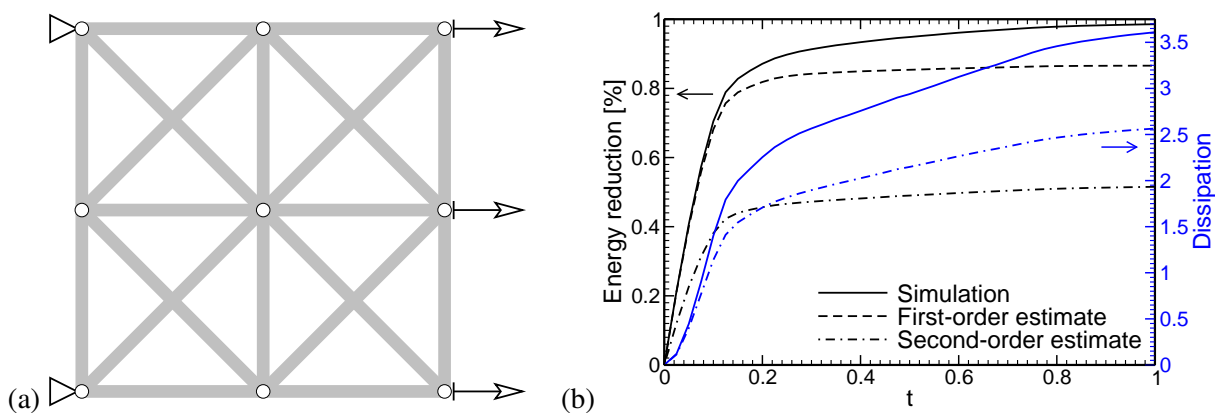 (a)
(b)
Energy reduction [%]
1
0.8
0.6
0.4
0.2
0
0
0.2
0.4
0.6
0.8
1
t
3.5
3
2.5
2
1.5
1
0.5
0
Dissipation
Simulation
First-order estimate
Second-order estimate